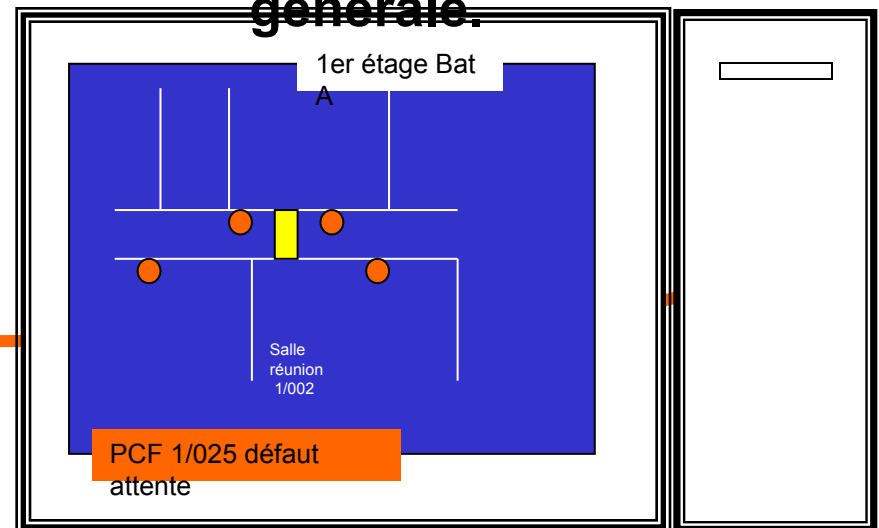 générale.
1er étage Bat
A
Salle
réunion
1/002
PCF 1/025 défaut
attente